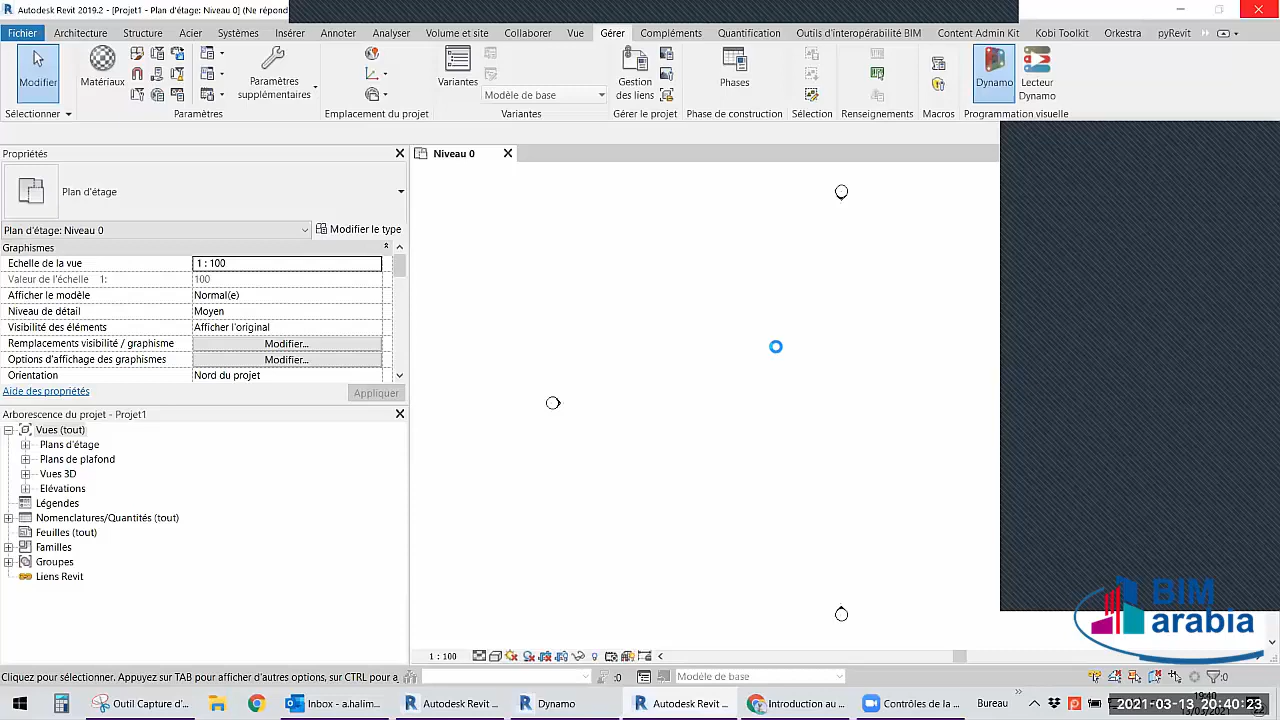 Autodesk Revit 2019.2 - [Projet1 - Plan d'étage: Niveau 0] (Ne répond
Fichier Architecture Structure Acier Systèmes Insérer Annoter Analyser Volume et site Collaborer Vue Gérer Compléments Quantification Outils d'interopérabilité BIM Content Admin Kit Kobi Toolkit Orkestra pyRevit
Modifier Matériaux Paramètres supplémentaires Variantes Modèle de base Gestion des liens Phases Dynamo Lecteur Dynamo
Sélectionner Paramètres Emplacement du projet Variantes Gérer le projet Phase de construction Sélection Renseignements Macros Programmation visuelle
Propriétés
Niveau 0
Plan d'étage
Plan d'étage: Niveau 0 Modifier le type
Graphismes
Echelle de la vue 1 : 100
Valeur de l'échelle 1: 100
Afficher le modèle Normal(e)
Niveau de détail Moyen
Visibilité des éléments Afficher l'original
Remplacements visibilité / graphisme Modifier...
Options d'affichage des graphismes Modifier...
Orientation Nord du projet
Aide des propriétés Appliquer
Arborescence du projet - Projet1
Vues (tout)
Plans d'étage
Plans de plafond
Vues 3D
Elévations
Légendes
Nomenclatures/Quantités (tout)
Feuilles (tout)
Familles
Groupes
Liens Revit
BIM
arabia
1 : 100
Cliquez pour sélectionner. Appuyez sur TAB pour afficher d'autres options, sur CTRL pour :0 Modèle de base :0
Outil Capture d'... Inbox - a.halim... Autodesk Revit ... Dynamo Autodesk Revit ... Introduction au ... Contrôles de la ... Bureau
19:40
13/03/2021
2021-03-13 20:40:23